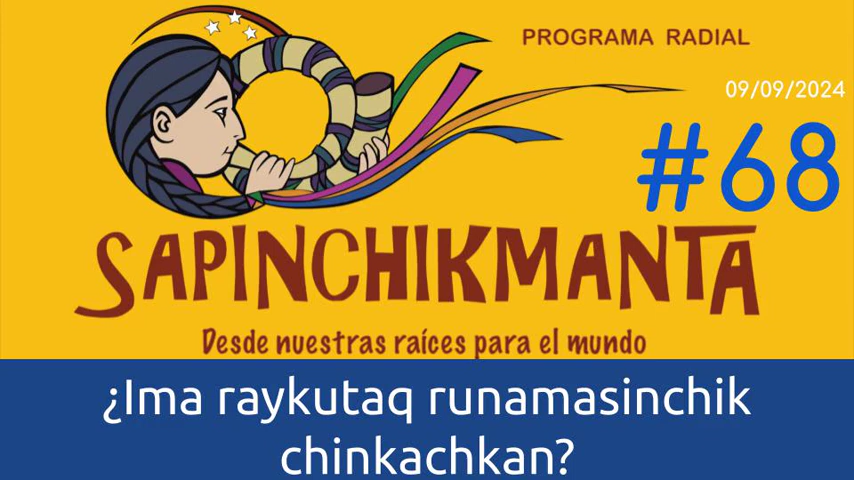 PROGRAMA RADIAL
09/09/2024
#68
SAPINCHIKMANTA
Desde nuestras raíces para el mundo
¿Ima raykutaq runamasinchik
chinkachkan?